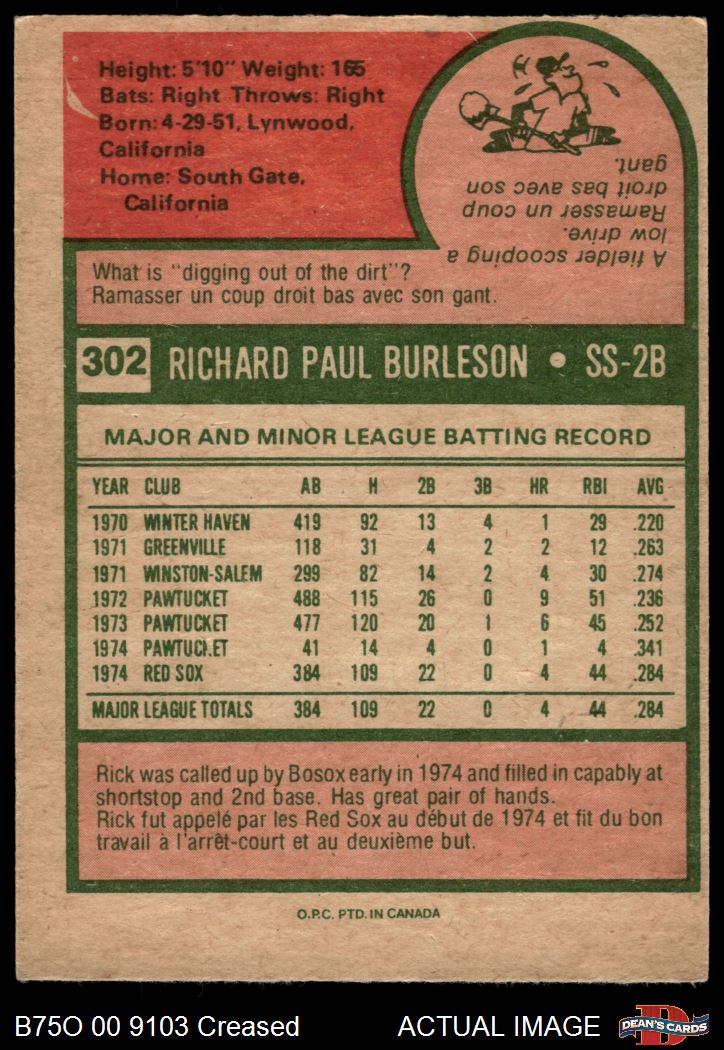 Height: 5'10" Weight: 165
Bats: Right Throws: Right
Born: 4-29-51, Lynwood,
California
Home: South Gate,
California
A fielder scooping a
low drive.
Ramasser un coup
droit bas avec son
gant.
What is "digging out of the dirt"?
Ramasser un coup droit bas avec son gant.
302 RICHARD PAUL BURLESON • SS-2B
MAJOR AND MINOR LEAGUE BATTING RECORD
YEAR CLUB AB H 2B 3B HR RBI AVG
1970 WINTER HAVEN 419 92 13 4 1 29 .220
1971 GREENVILLE 118 31 4 2 2 12 .263
1971 WINSTON-SALEM 299 82 14 2 4 30 .274
1972 PAWTUCKET 488 115 26 0 9 51 .236
1973 PAWTUCKET 477 120 20 1 6 45 .252
1974 PAWTUCKET 41 14 4 0 1 4 .341
1974 RED SOX 384 109 22 0 4 44 .284
MAJOR LEAGUE TOTALS 384 109 22 0 4 44 .284
Rick was called up by Bosox early in 1974 and filled in capably at
shortstop and 2nd base. Has great pair of hands.
Rick fut appelé par les Red Sox au début de 1974 et fit du bon
travail à l'arrêt-court et au deuxième but.
O.P.C. PTD. IN CANADA
B75O 00 9103 Creased ACTUAL IMAGE
D
DEAN'S CARDS